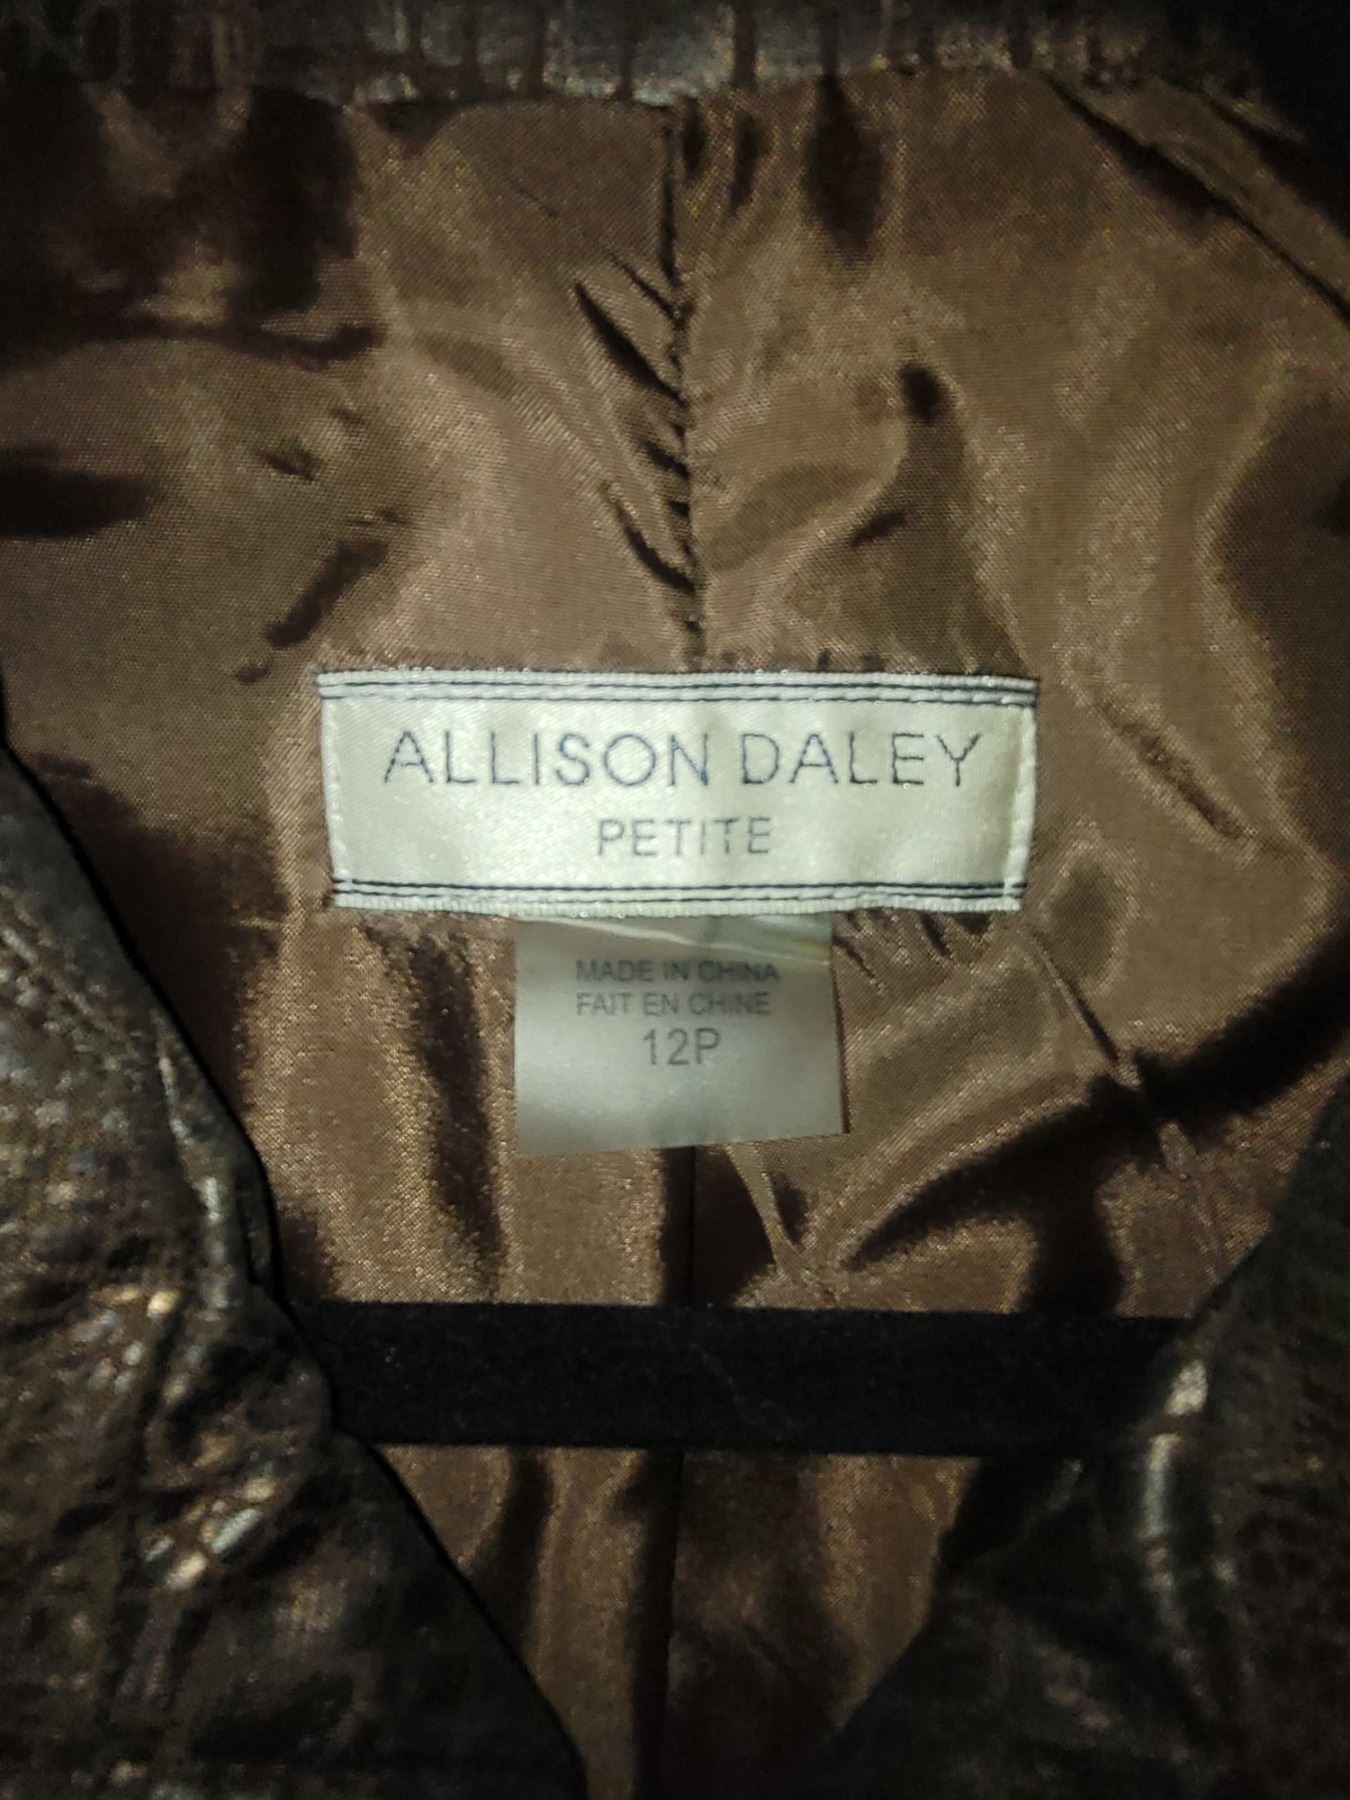 ALLISON DALEY
PETITE
MADE IN CHINA
FAIT EN CHINE
12P